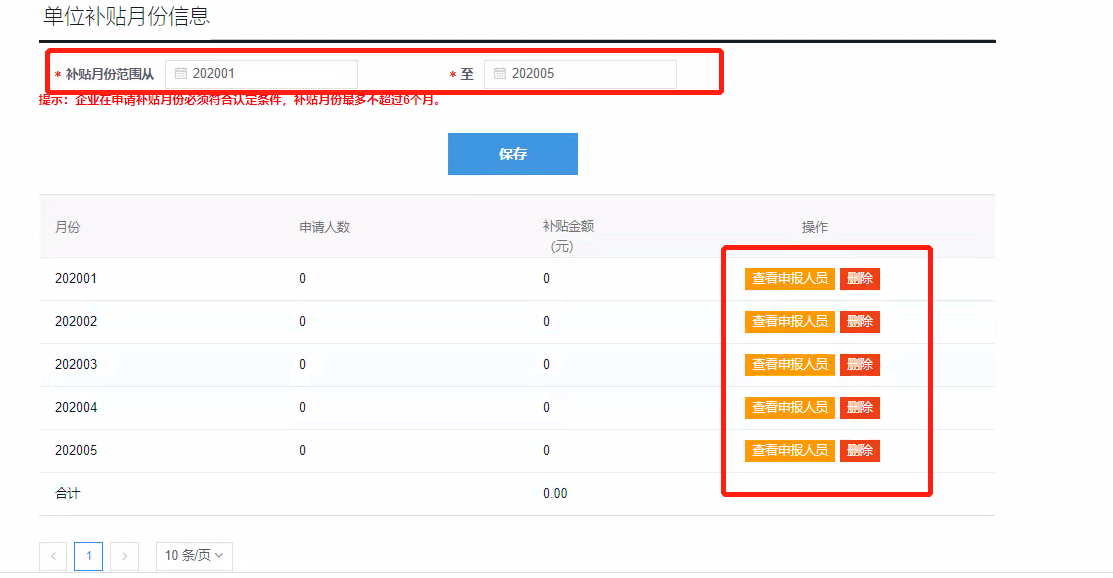 单位补贴月份信息
* 补贴月份范围从 202001 * 至 202005
提示：企业在申请补贴月份必须符合认定条件，补贴月份最多不超过6个月。
保存
月份 申请人数 补贴金额（元） 操作
202001 0 0 查看申报人员 删除
202002 0 0 查看申报人员 删除
202003 0 0 查看申报人员 删除
202004 0 0 查看申报人员 删除
202005 0 0 查看申报人员 删除
合计 0.00
< 1 > 10 条/页